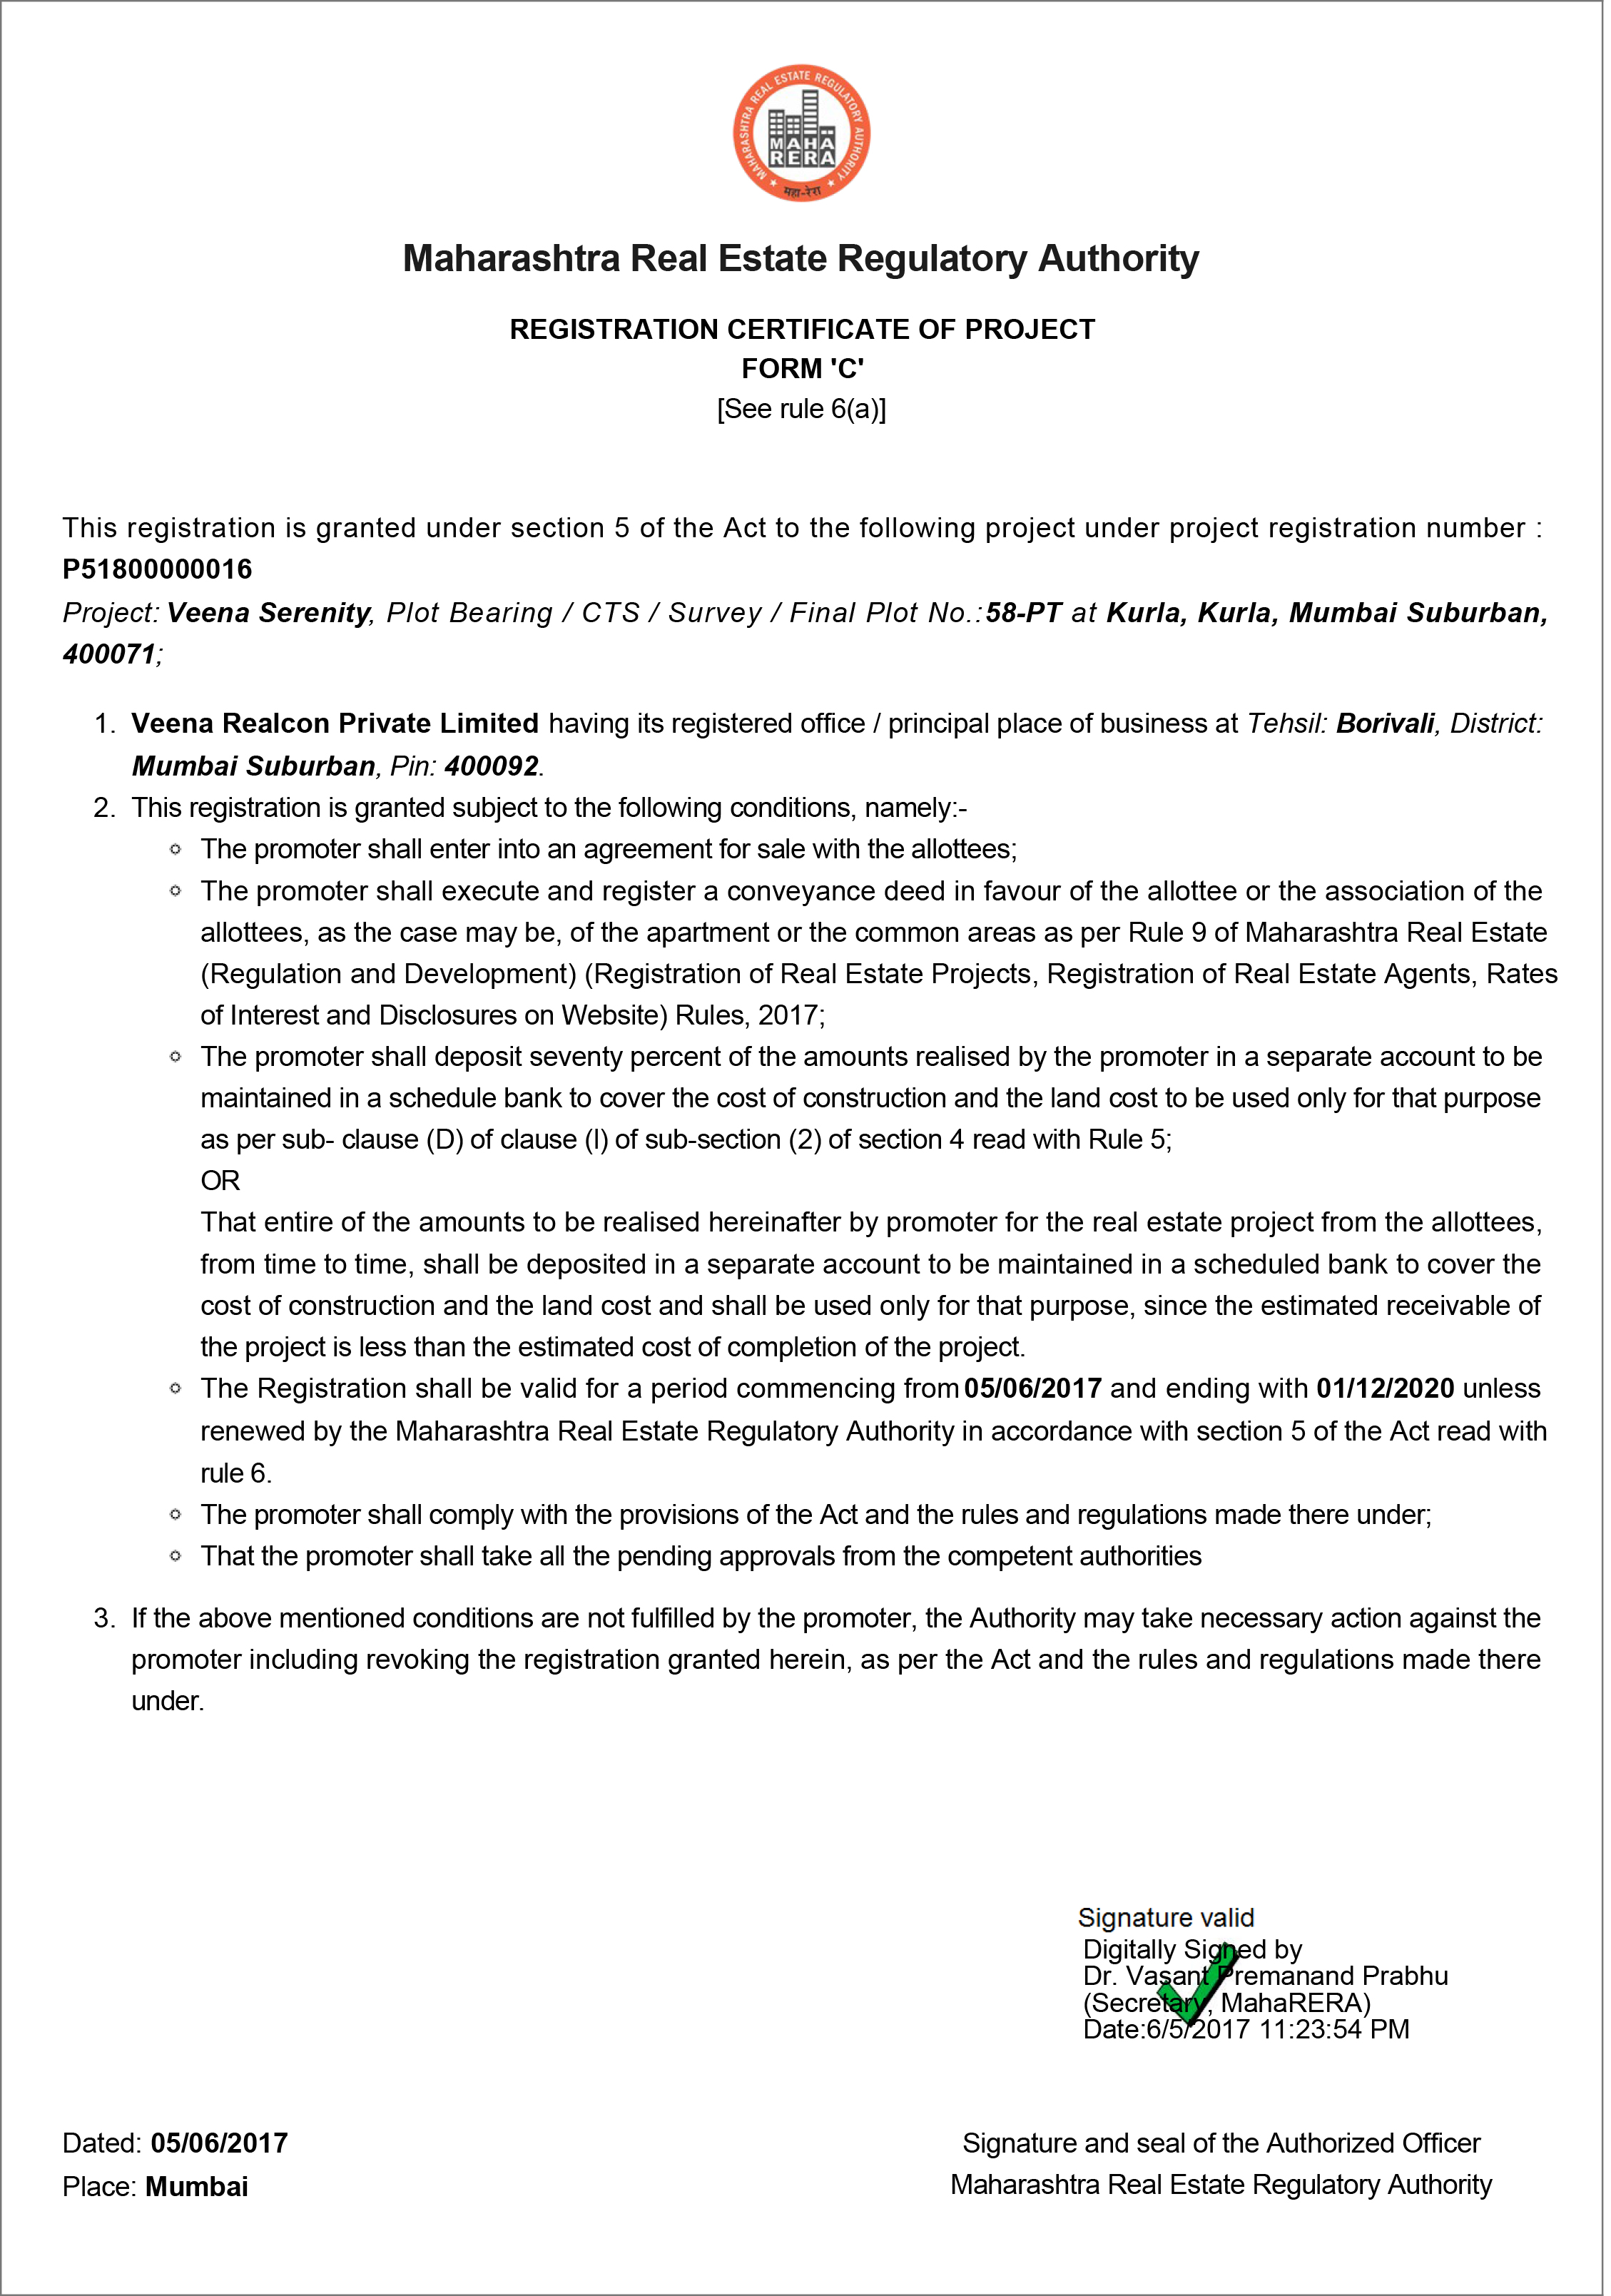 MAHARASHTRA REAL ESTATE REGULATORY AUTHORITY
MAHA
RERA
महा-रेरा
Maharashtra Real Estate Regulatory Authority
REGISTRATION CERTIFICATE OF PROJECT
FORM 'C'
[See rule 6(a)]
This registration is granted under section 5 of the Act to the following project under project registration number :
P51800000016
Project: Veena Serenity, Plot Bearing / CTS / Survey / Final Plot No.:58-PT at Kurla, Kurla, Mumbai Suburban,
400071;
1. Veena Realcon Private Limited having its registered office / principal place of business at Tehsil: Borivali, District:
Mumbai Suburban, Pin: 400092.
2. This registration is granted subject to the following conditions, namely:-
The promoter shall enter into an agreement for sale with the allottees;
The promoter shall execute and register a conveyance deed in favour of the allottee or the association of the
allottees, as the case may be, of the apartment or the common areas as per Rule 9 of Maharashtra Real Estate
(Regulation and Development) (Registration of Real Estate Projects, Registration of Real Estate Agents, Rates
of Interest and Disclosures on Website) Rules, 2017;
The promoter shall deposit seventy percent of the amounts realised by the promoter in a separate account to be
maintained in a schedule bank to cover the cost of construction and the land cost to be used only for that purpose
as per sub- clause (D) of clause (l) of sub-section (2) of section 4 read with Rule 5;
OR
That entire of the amounts to be realised hereinafter by promoter for the real estate project from the allottees,
from time to time, shall be deposited in a separate account to be maintained in a scheduled bank to cover the
cost of construction and the land cost and shall be used only for that purpose, since the estimated receivable of
the project is less than the estimated cost of completion of the project.
The Registration shall be valid for a period commencing from 05/06/2017 and ending with 01/12/2020 unless
renewed by the Maharashtra Real Estate Regulatory Authority in accordance with section 5 of the Act read with
rule 6.
The promoter shall comply with the provisions of the Act and the rules and regulations made there under;
That the promoter shall take all the pending approvals from the competent authorities
3. If the above mentioned conditions are not fulfilled by the promoter, the Authority may take necessary action against the
promoter including revoking the registration granted herein, as per the Act and the rules and regulations made there
under.
Signature valid
Digitally Signed by
Dr. Vasant Premanand Prabhu
(Secretary, MahaRERA)
Date:6/5/2017 11:23:54 PM
Dated: 05/06/2017
Place: Mumbai
Signature and seal of the Authorized Officer
Maharashtra Real Estate Regulatory Authority